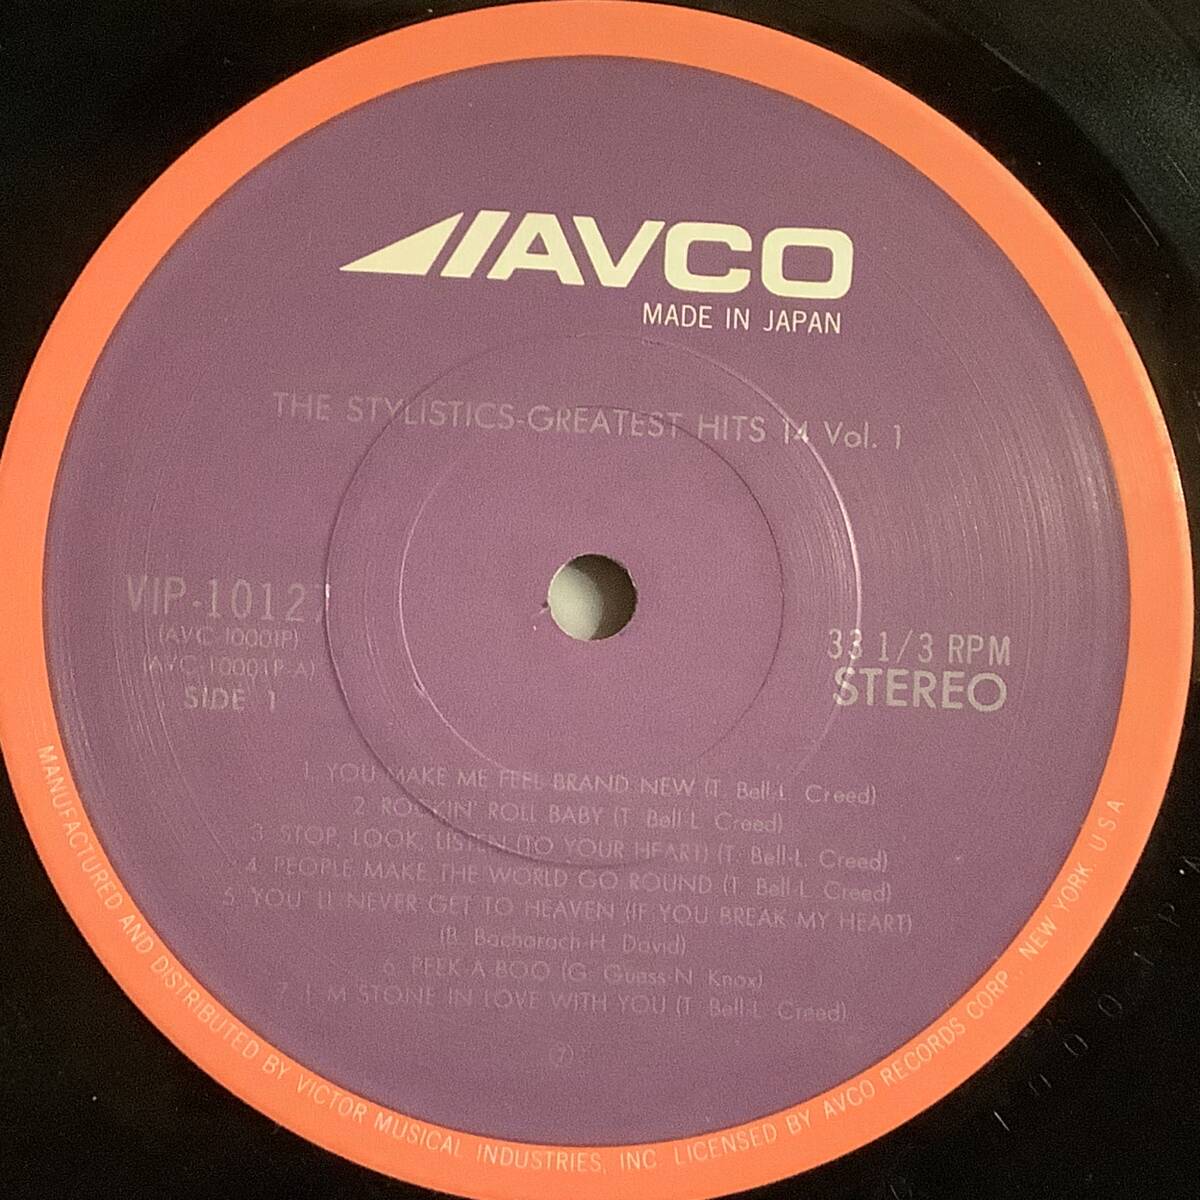 AVCO
MADE IN JAPAN
THE STYLISTICS-GREATEST HITS 14 Vol. 1
VIP-10127
(AVC-10001P)
(AVC-10001P-A)
SIDE 1
33 1/3 RPM
STEREO
1. YOU MAKE ME FEEL BRAND NEW (T. Bell-L. Creed)
2. ROCKIN' ROLL BABY (T. Bell-L. Creed)
3. STOP, LOOK, LISTEN (TO YOUR HEART) (T. Bell-L. Creed)
4. PEOPLE MAKE THE WORLD GO ROUND (T. Bell-L. Creed)
5. YOU' LL NEVER GET TO HEAVEN (IF YOU BREAK MY HEART)
(B. Bacharach-H. David)
6. PEEK-A-BOO (G. Guess-N. Knox)
7. I' M STONE IN LOVE WITH YOU (T. Bell-L. Creed)
(7)
MANUFACTURED AND DISTRIBUTED BY VICTOR MUSICAL INDUSTRIES, INC. LICENSED BY AVCO RECORDS CORP., NEW YORK, U.S.A.